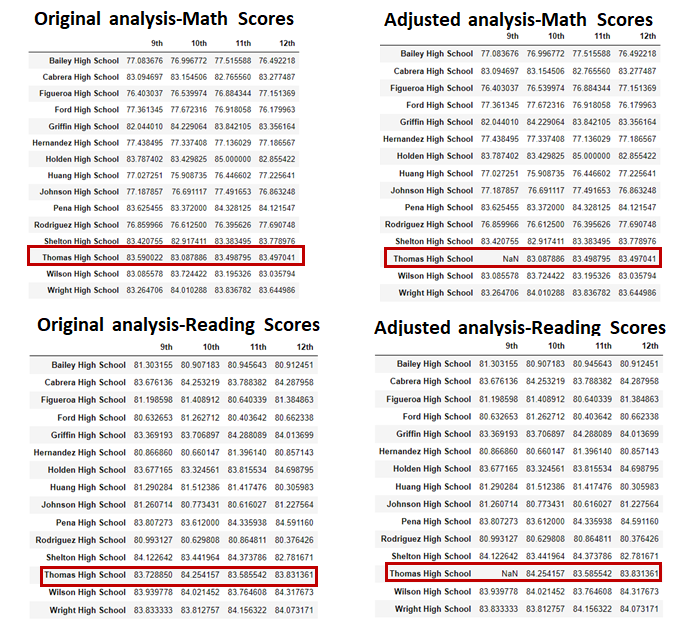 Original analysis-Math Scores
9th 10th 11th 12th
Bailey High School 77.083676 76.996772 77.515588 76.492218
Cabrera High School 83.094697 83.154506 82.765560 83.277487
Figueroa High School 76.403037 76.539974 76.884344 77.151369
Ford High School 77.361345 77.672316 76.918058 76.179963
Griffin High School 82.044010 84.229064 83.842105 83.356164
Hernandez High School 77.438495 77.337408 77.136029 77.186567
Holden High School 83.787402 83.429825 85.000000 82.855422
Huang High School 77.027251 75.908735 76.446602 77.225641
Johnson High School 77.187857 76.691117 77.491653 76.863248
Pena High School 83.625455 83.372000 84.328125 84.121547
Rodriguez High School 76.859966 76.612500 76.395626 77.690748
Shelton High School 83.420755 82.917411 83.383495 83.778976
Thomas High School 83.590022 83.087886 83.498795 83.497041
Wilson High School 83.085578 83.724422 83.195326 83.035794
Wright High School 83.264706 84.010288 83.836782 83.644986
Adjusted analysis-Math Scores
9th 10th 11th 12th
Bailey High School 77.083676 76.996772 77.515588 76.492218
Cabrera High School 83.094697 83.154506 82.765560 83.277487
Figueroa High School 76.403037 76.539974 76.884344 77.151369
Ford High School 77.361345 77.672316 76.918058 76.179963
Griffin High School 82.044010 84.229064 83.842105 83.356164
Hernandez High School 77.438495 77.337408 77.136029 77.186567
Holden High School 83.787402 83.429825 85.000000 82.855422
Huang High School 77.027251 75.908735 76.446602 77.225641
Johnson High School 77.187857 76.691117 77.491653 76.863248
Pena High School 83.625455 83.372000 84.328125 84.121547
Rodriguez High School 76.859966 76.612500 76.395626 77.690748
Shelton High School 83.420755 82.917411 83.383495 83.778976
Thomas High School NaN 83.087886 83.498795 83.497041
Wilson High School 83.085578 83.724422 83.195326 83.035794
Wright High School 83.264706 84.010288 83.836782 83.644986
Original analysis-Reading Scores
9th 10th 11th 12th
Bailey High School 81.303155 80.907183 80.945643 80.912451
Cabrera High School 83.676136 84.253219 83.788382 84.287958
Figueroa High School 81.198598 81.408912 80.640339 81.384863
Ford High School 80.632653 81.262712 80.403642 80.662338
Griffin High School 83.369193 83.706897 84.288089 84.013699
Hernandez High School 80.866860 80.660147 81.396140 80.857143
Holden High School 83.677165 83.324561 83.815534 84.698795
Huang High School 81.290284 81.512386 81.417476 80.305983
Johnson High School 81.260714 80.773431 80.616027 81.227564
Pena High School 83.807273 83.612000 84.335938 84.591160
Rodriguez High School 80.993127 80.629808 80.864811 80.376426
Shelton High School 84.122642 83.441964 84.373786 82.781671
Thomas High School 83.728850 84.254157 83.585542 83.831361
Wilson High School 83.939778 84.021452 83.764608 84.317673
Wright High School 83.833333 83.812757 84.156322 84.073171
Adjusted analysis-Reading Scores
9th 10th 11th 12th
Bailey High School 81.303155 80.907183 80.945643 80.912451
Cabrera High School 83.676136 84.253219 83.788382 84.287958
Figueroa High School 81.198598 81.408912 80.640339 81.384863
Ford High School 80.632653 81.262712 80.403642 80.662338
Griffin High School 83.369193 83.706897 84.288089 84.013699
Hernandez High School 80.866860 80.660147 81.396140 80.857143
Holden High School 83.677165 83.324561 83.815534 84.698795
Huang High School 81.290284 81.512386 81.417476 80.305983
Johnson High School 81.260714 80.773431 80.616027 81.227564
Pena High School 83.807273 83.612000 84.335938 84.591160
Rodriguez High School 80.993127 80.629808 80.864811 80.376426
Shelton High School 84.122642 83.441964 84.373786 82.781671
Thomas High School NaN 84.254157 83.585542 83.831361
Wilson High School 83.939778 84.021452 83.764608 84.317673
Wright High School 83.833333 83.812757 84.156322 84.073171